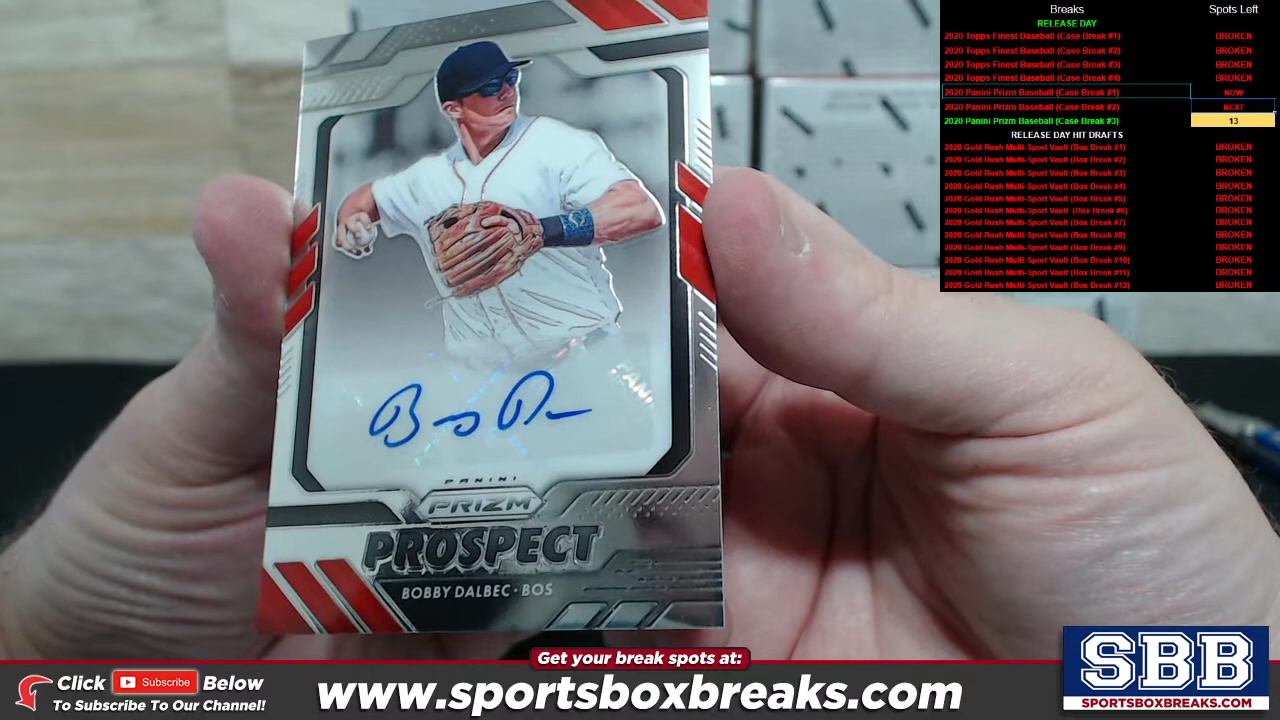 Breaks Spots Left
RELEASE DAY
2020 Topps Finest Baseball (Case Break #1) BROKEN
2020 Topps Finest Baseball (Case Break #2) BROKEN
2020 Topps Finest Baseball (Case Break #3) BROKEN
2020 Topps Finest Baseball (Case Break #4) BROKEN
2020 Panini Prizm Baseball (Case Break #1) NOW
2020 Panini Prizm Baseball (Case Break #2) NEXT
2020 Panini Prizm Baseball (Case Break #3) 13
RELEASE DAY HIT DRAFTS
2020 Gold Rush Multi-Sport Vault (Box Break #1) BROKEN
2020 Gold Rush Multi-Sport Vault (Box Break #2) BROKEN
2020 Gold Rush Multi-Sport Vault (Box Break #3) BROKEN
2020 Gold Rush Multi-Sport Vault (Box Break #4) BROKEN
2020 Gold Rush Multi-Sport Vault (Box Break #5) BROKEN
2020 Gold Rush Multi-Sport Vault (Box Break #6) BROKEN
2020 Gold Rush Multi-Sport Vault (Box Break #7) BROKEN
2020 Gold Rush Multi-Sport Vault (Box Break #8) BROKEN
2020 Gold Rush Multi-Sport Vault (Box Break #9) BROKEN
2020 Gold Rush Multi-Sport Vault (Box Break #10) BROKEN
2020 Gold Rush Multi-Sport Vault (Box Break #11) BROKEN
2020 Gold Rush Multi-Sport Vault (Box Break #12) BROKEN
PANINI
PRIZM
PROSPECT
BOBBY DALBEC · BOS
Get your break spots at:
Click Subscribe Below
To Subscribe To Our Channel!
www.sportsboxbreaks.com
SBB
SPORTSBOXBREAKS.COM